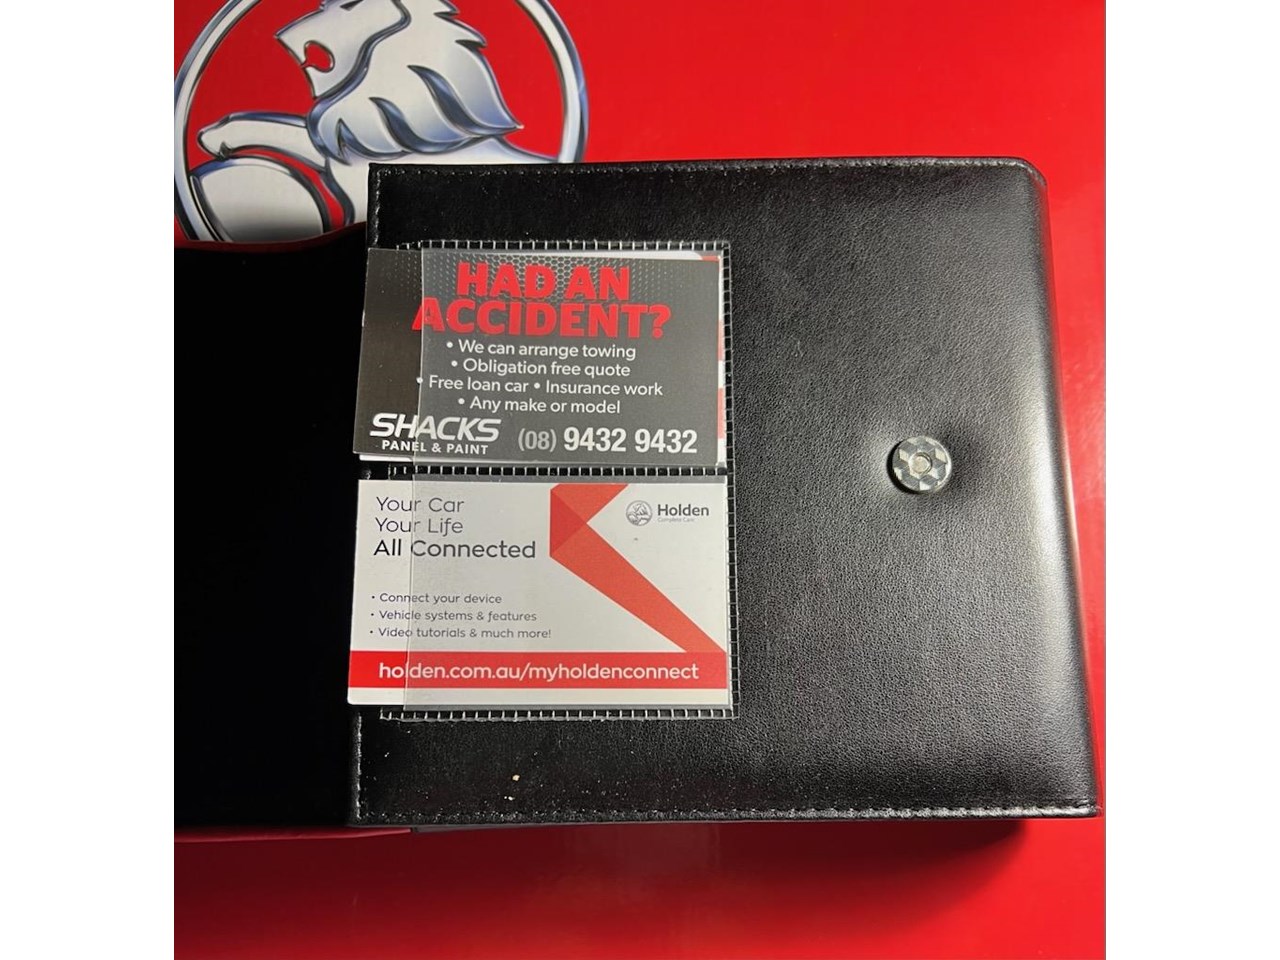 HAD AN
ACCIDENT?
• We can arrange towing
• Obligation free quote
• Free loan car • Insurance work
• Any make or model
SHACKS
PANEL & PAINT
(08) 9432 9432
Your Car
Your Life
All Connected
Holden
Complete Care
• Connect your device
• Vehicle systems & features
• Video tutorials & much more!
holden.com.au/myholdenconnect